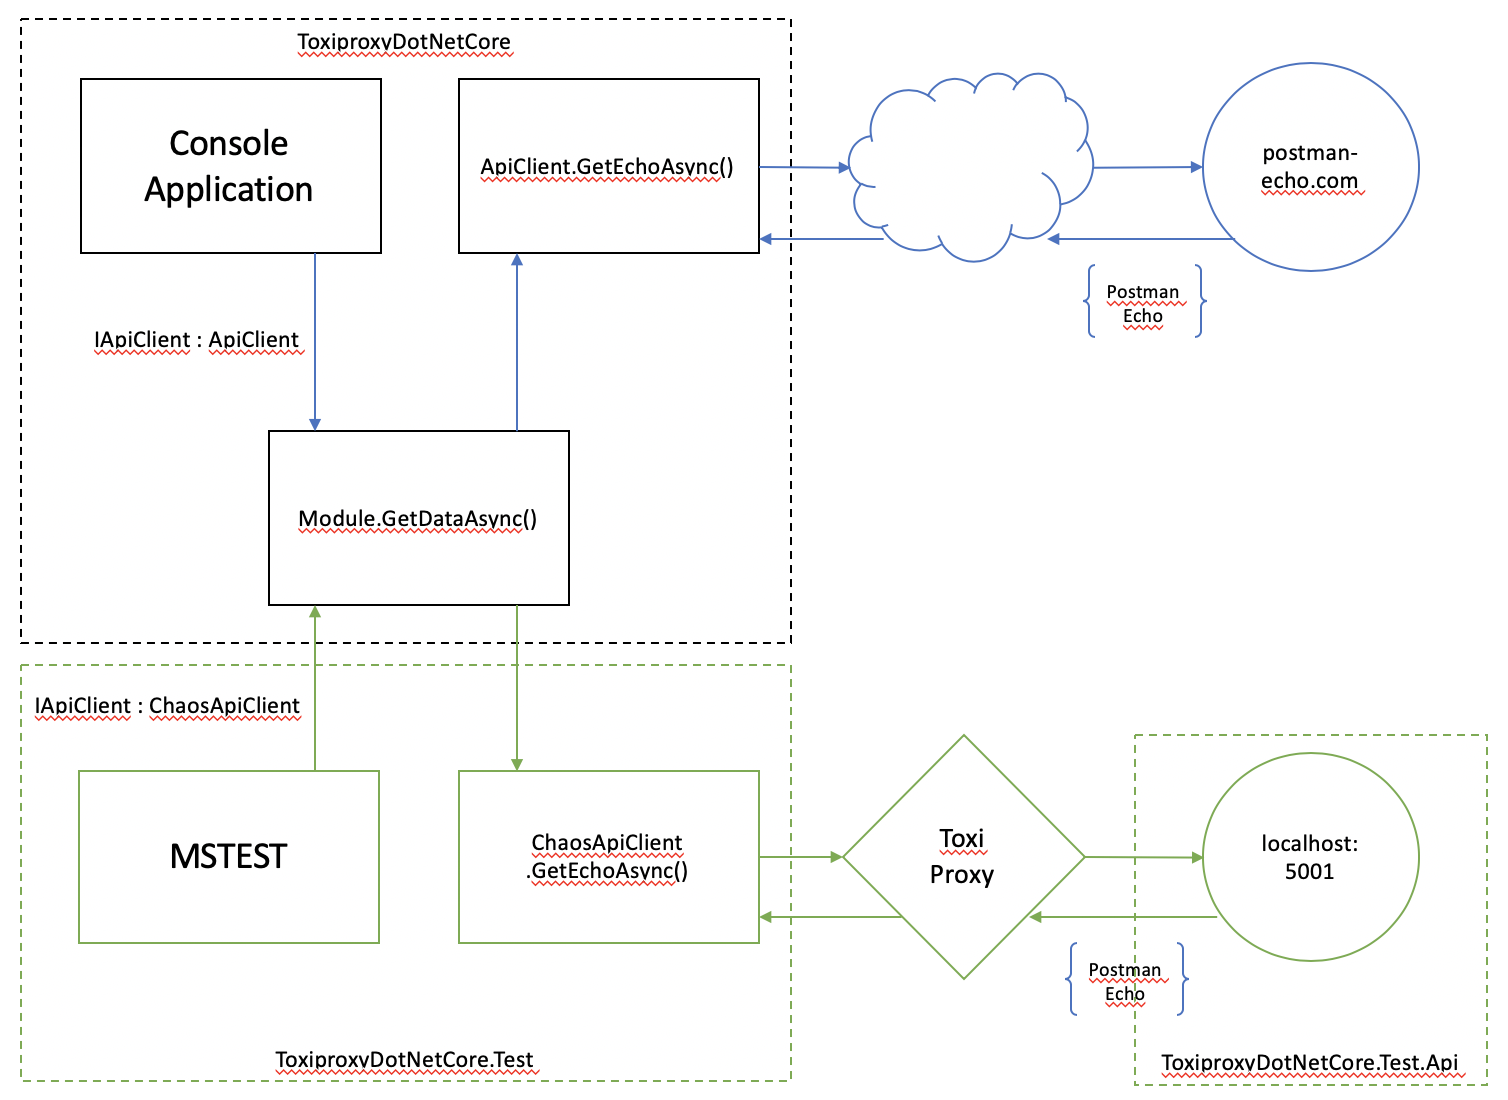 ToxiproxyDotNetCore
Console
Application
ApiClient.GetEchoAsync()
postman-
echo.com
Postman
Echo
IApiClient : ApiClient
Module.GetDataAsync()
IApiClient : ChaosApiClient
MSTEST
ChaosApiClient
.GetEchoAsync()
Toxi
Proxy
localhost:
5001
Postman
Echo
ToxiproxyDotNetCore.Test
ToxiproxyDotNetCore.Test.Api